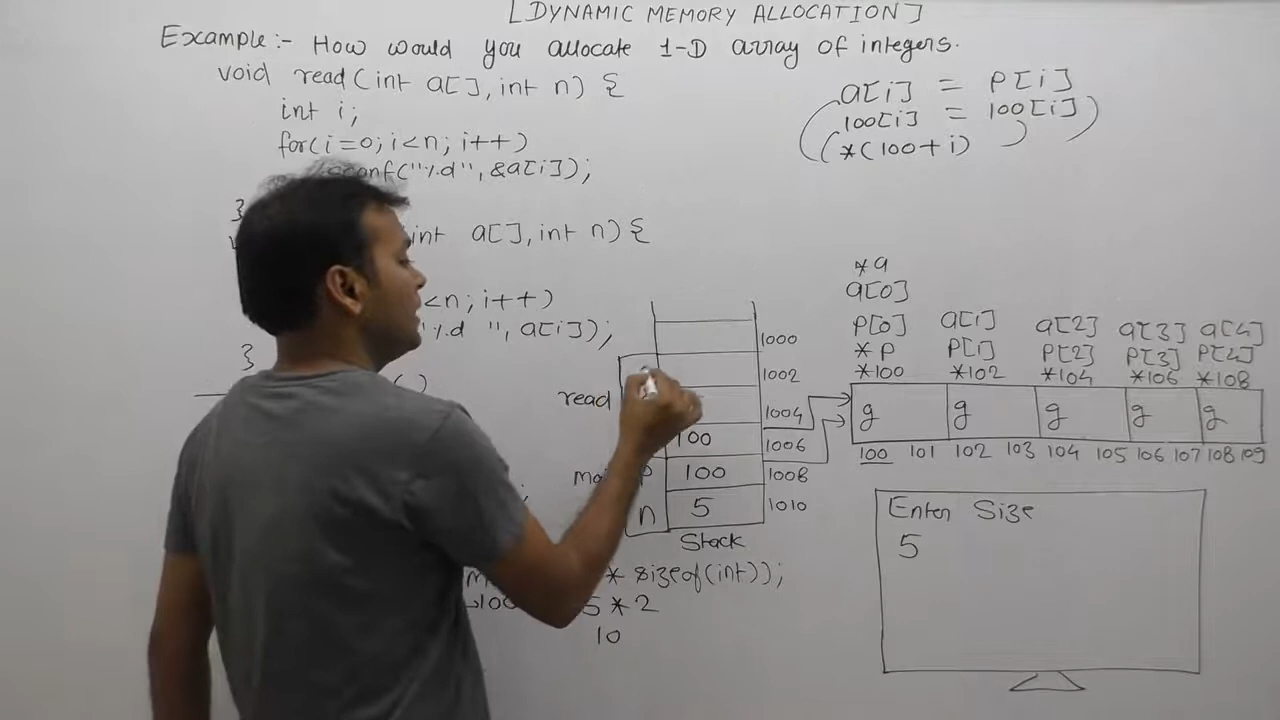 [DYNAMIC MEMORY ALLOCATION]
Example:- How would you allocate 1-D array of integers.
void read(int a[], int n) {
int i;
for(i=0; i<n; i++)
("%d", &a[i]);
}
int a[], int n) {
<n; i++)
"%d ", a[i]);
}
()
a[i] = P[i]
100[i] = 100[i]
*(100+i)
*a
a[0]
P[0] a[1] a[2] a[3] a[4]
*P P[1] P[2] P[3] P[4]
*100 *102 *104 *106 *108
g g g g g
100 101 102 103 104 105 106 107 108 109
1000
1002
read 1004
100 1006
P 100 1008
n 5 1010
Stack
* sizeof(int));
5 * 2
10
Enter Size
5